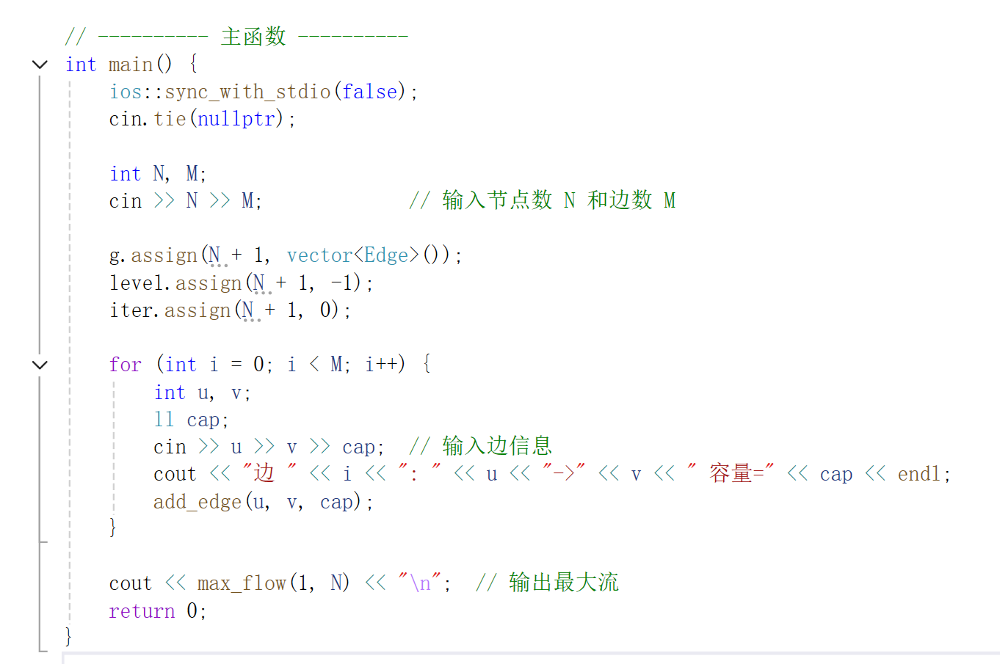 // ---------- 主函数 ----------
int main() {
    ios::sync_with_stdio(false);
    cin.tie(nullptr);

    int N, M;
    cin >> N >> M;             // 输入节点数 N 和边数 M

    g.assign(N + 1, vector<Edge>());
    level.assign(N + 1, -1);
    iter.assign(N + 1, 0);

    for (int i = 0; i < M; i++) {
        int u, v;
        ll cap;
        cin >> u >> v >> cap;  // 输入边信息
        cout << "边 " << i << ": " << u << "->" << v << " 容量=" << cap << endl;
        add_edge(u, v, cap);
    }

    cout << max_flow(1, N) << "\n";  // 输出最大流
    return 0;
}